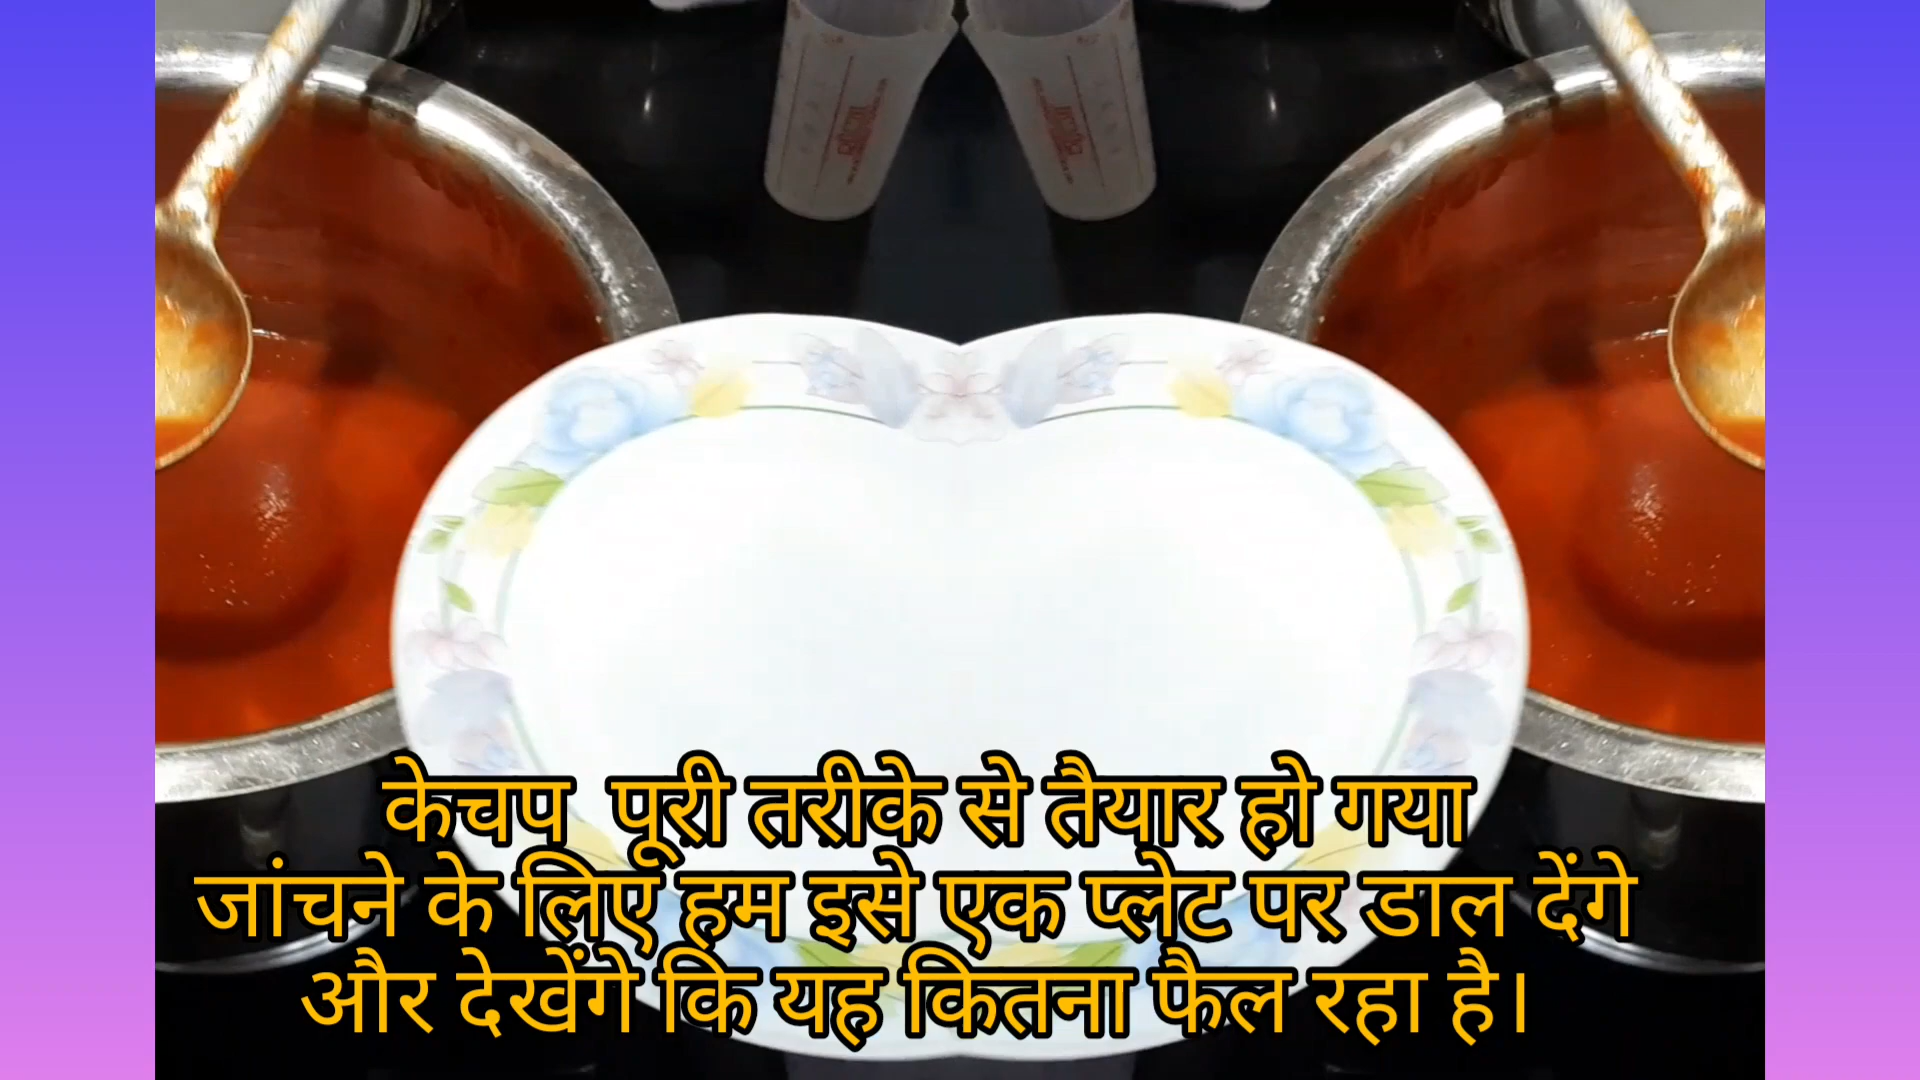 केचप पूरी तरीके से तैयार हो गया
जांचने के लिए हम इसे एक प्लेट पर डाल देंगे
और देखेंगे कि यह कितना फैल रहा है।